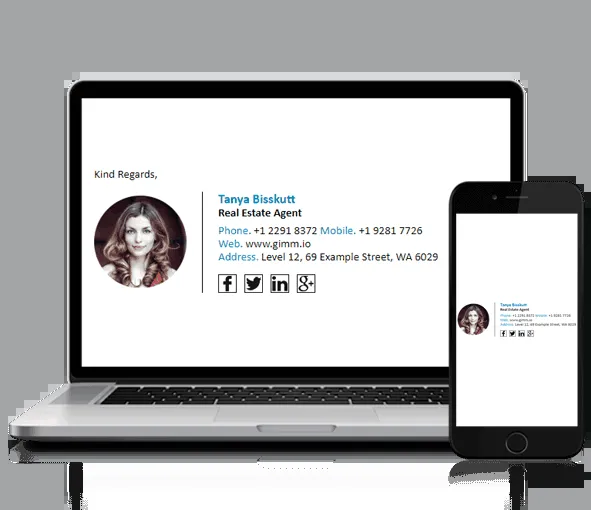 Kind Regards,
Tanya Bisskutt
Real Estate Agent
Phone. +1 2291 8372 Mobile. +1 9281 7726
Web. www.gimm.io
Address. Level 12, 69 Example Street, WA 6029
f in g+
Tanya Bisskutt
Real Estate Agent
Phone. +1 2291 8372 Mobile. +1 9281 7726
Web. www.gimm.io
Address. Level 12, 69 Example Street, WA 6029
f in g+